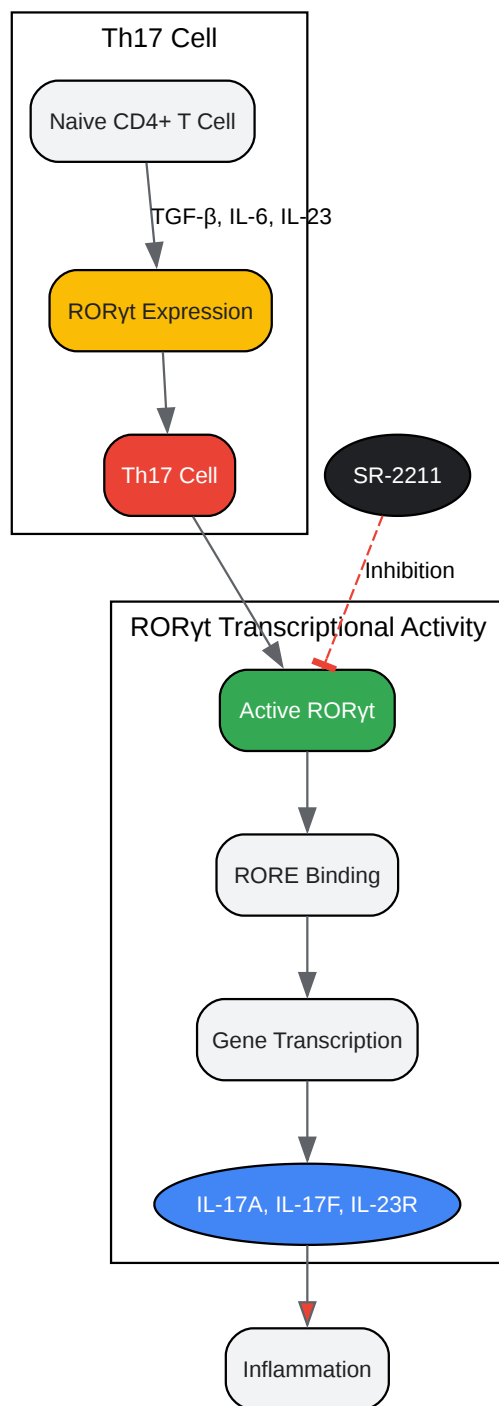 Th17 Cell
Naive CD4+ T Cell
TGF-β, IL-6, IL-23
RORγt Expression
Th17 Cell
SR-2211
Inhibition
RORγt Transcriptional Activity
Active RORγt
RORE Binding
Gene Transcription
IL-17A, IL-17F, IL-23R
Inflammation